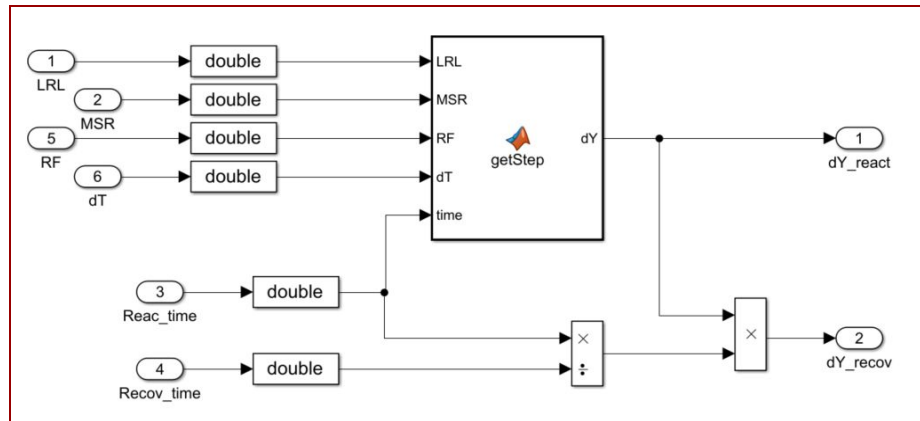 1
double
LRL
LRL
2
double
MSR
MSR
5
double
RF
RF
dY
1
getStep
dY_react
6
double
dT
dT
time
3
double
Reac_time
×
÷
×
2
dY_recov
4
double
Recov_time